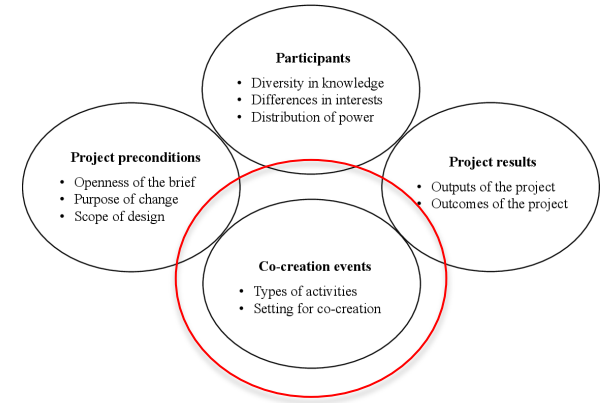 Participants
• Diversity in knowledge
• Differences in interests
• Distribution of power
Project preconditions
• Openness of the brief
• Purpose of change
• Scope of design
Project results
• Outputs of the project
• Outcomes of the project
Co-creation events
• Types of activities
• Setting for co-creation